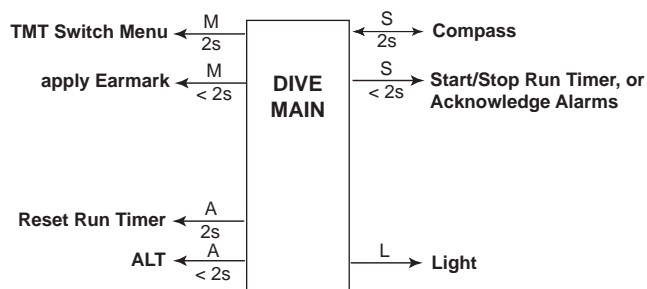 TMT Switch Menu
M
2s
S
2s
Compass
apply Earmark
M
< 2s
DIVE
MAIN
S
< 2s
Start/Stop Run Timer, or
Acknowledge Alarms
Reset Run Timer
A
2s
ALT
A
< 2s
L
Light